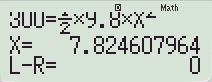 D Math
300=½×9.8×X²
X= 7.824607964
L-R= 0